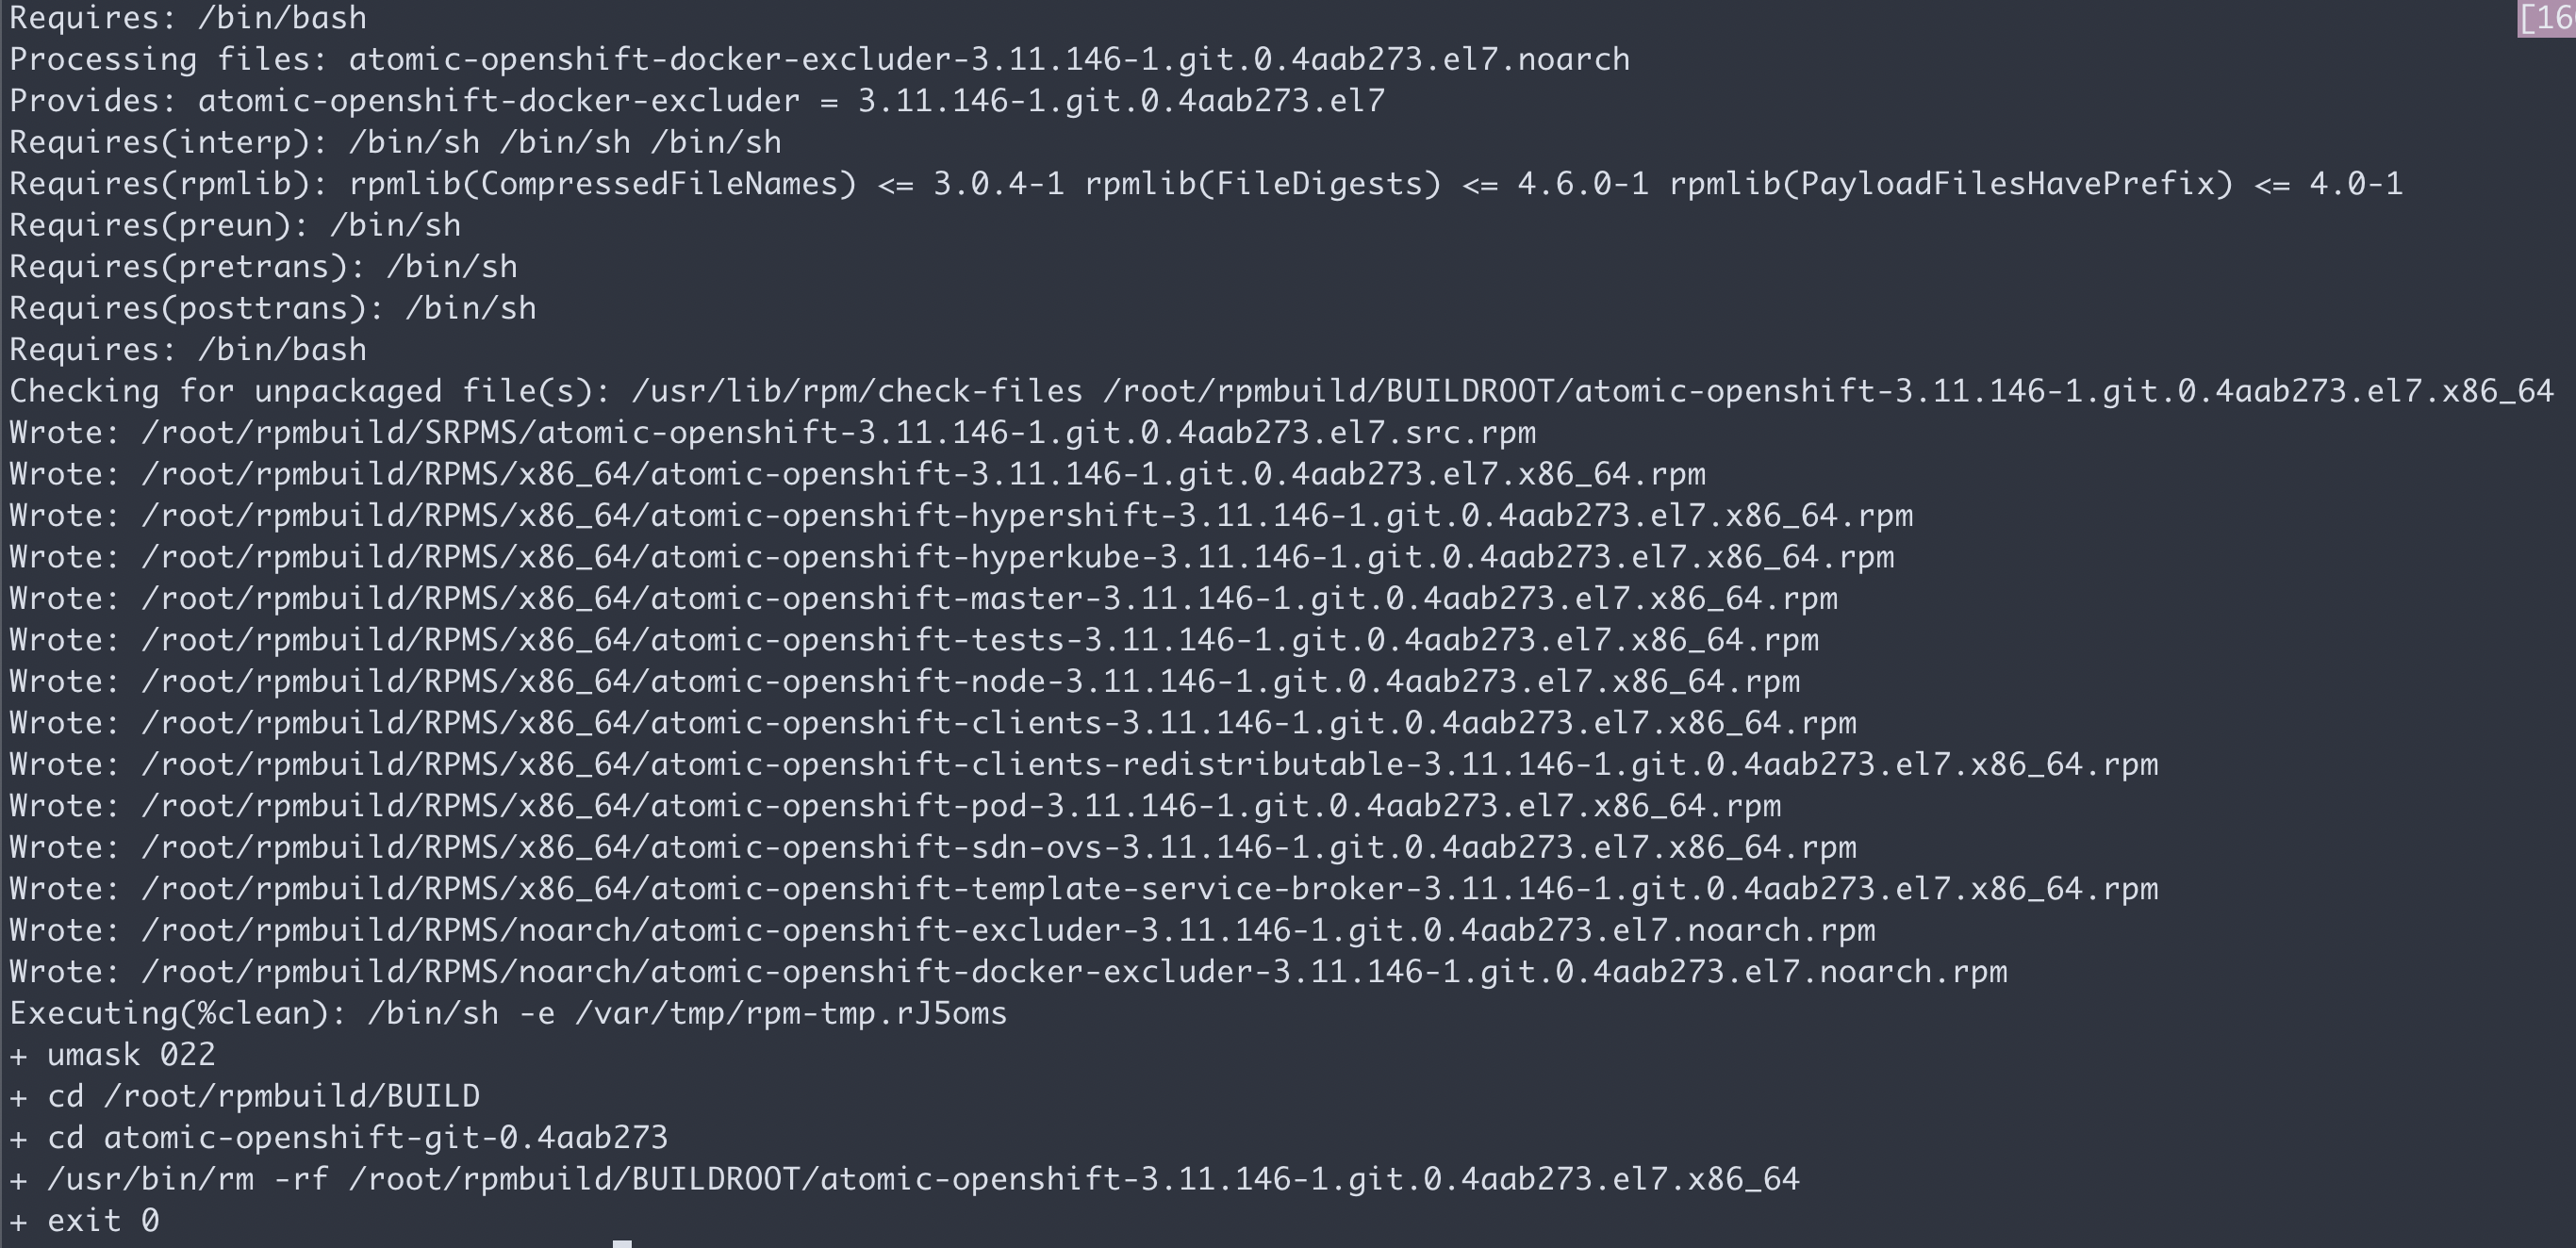 Requires: /bin/bash
[16
Processing files: atomic-openshift-docker-excluder-3.11.146-1.git.0.4aab273.el7.noarch
Provides: atomic-openshift-docker-excluder = 3.11.146-1.git.0.4aab273.el7
Requires(interp): /bin/sh /bin/sh /bin/sh
Requires(rpmlib): rpmlib(CompressedFileNames) <= 3.0.4-1 rpmlib(FileDigests) <= 4.6.0-1 rpmlib(PayloadFilesHavePrefix) <= 4.0-1
Requires(preun): /bin/sh
Requires(pretrans): /bin/sh
Requires(posttrans): /bin/sh
Requires: /bin/bash
Checking for unpackaged file(s): /usr/lib/rpm/check-files /root/rpmbuild/BUILDROOT/atomic-openshift-3.11.146-1.git.0.4aab273.el7.x86_64
Wrote: /root/rpmbuild/SRPMS/atomic-openshift-3.11.146-1.git.0.4aab273.el7.src.rpm
Wrote: /root/rpmbuild/RPMS/x86_64/atomic-openshift-3.11.146-1.git.0.4aab273.el7.x86_64.rpm
Wrote: /root/rpmbuild/RPMS/x86_64/atomic-openshift-hypershift-3.11.146-1.git.0.4aab273.el7.x86_64.rpm
Wrote: /root/rpmbuild/RPMS/x86_64/atomic-openshift-hyperkube-3.11.146-1.git.0.4aab273.el7.x86_64.rpm
Wrote: /root/rpmbuild/RPMS/x86_64/atomic-openshift-master-3.11.146-1.git.0.4aab273.el7.x86_64.rpm
Wrote: /root/rpmbuild/RPMS/x86_64/atomic-openshift-tests-3.11.146-1.git.0.4aab273.el7.x86_64.rpm
Wrote: /root/rpmbuild/RPMS/x86_64/atomic-openshift-node-3.11.146-1.git.0.4aab273.el7.x86_64.rpm
Wrote: /root/rpmbuild/RPMS/x86_64/atomic-openshift-clients-3.11.146-1.git.0.4aab273.el7.x86_64.rpm
Wrote: /root/rpmbuild/RPMS/x86_64/atomic-openshift-clients-redistributable-3.11.146-1.git.0.4aab273.el7.x86_64.rpm
Wrote: /root/rpmbuild/RPMS/x86_64/atomic-openshift-pod-3.11.146-1.git.0.4aab273.el7.x86_64.rpm
Wrote: /root/rpmbuild/RPMS/x86_64/atomic-openshift-sdn-ovs-3.11.146-1.git.0.4aab273.el7.x86_64.rpm
Wrote: /root/rpmbuild/RPMS/x86_64/atomic-openshift-template-service-broker-3.11.146-1.git.0.4aab273.el7.x86_64.rpm
Wrote: /root/rpmbuild/RPMS/noarch/atomic-openshift-excluder-3.11.146-1.git.0.4aab273.el7.noarch.rpm
Wrote: /root/rpmbuild/RPMS/noarch/atomic-openshift-docker-excluder-3.11.146-1.git.0.4aab273.el7.noarch.rpm
Executing(%clean): /bin/sh -e /var/tmp/rpm-tmp.rJ5oms
+ umask 022
+ cd /root/rpmbuild/BUILD
+ cd atomic-openshift-git-0.4aab273
+ /usr/bin/rm -rf /root/rpmbuild/BUILDROOT/atomic-openshift-3.11.146-1.git.0.4aab273.el7.x86_64
+ exit 0